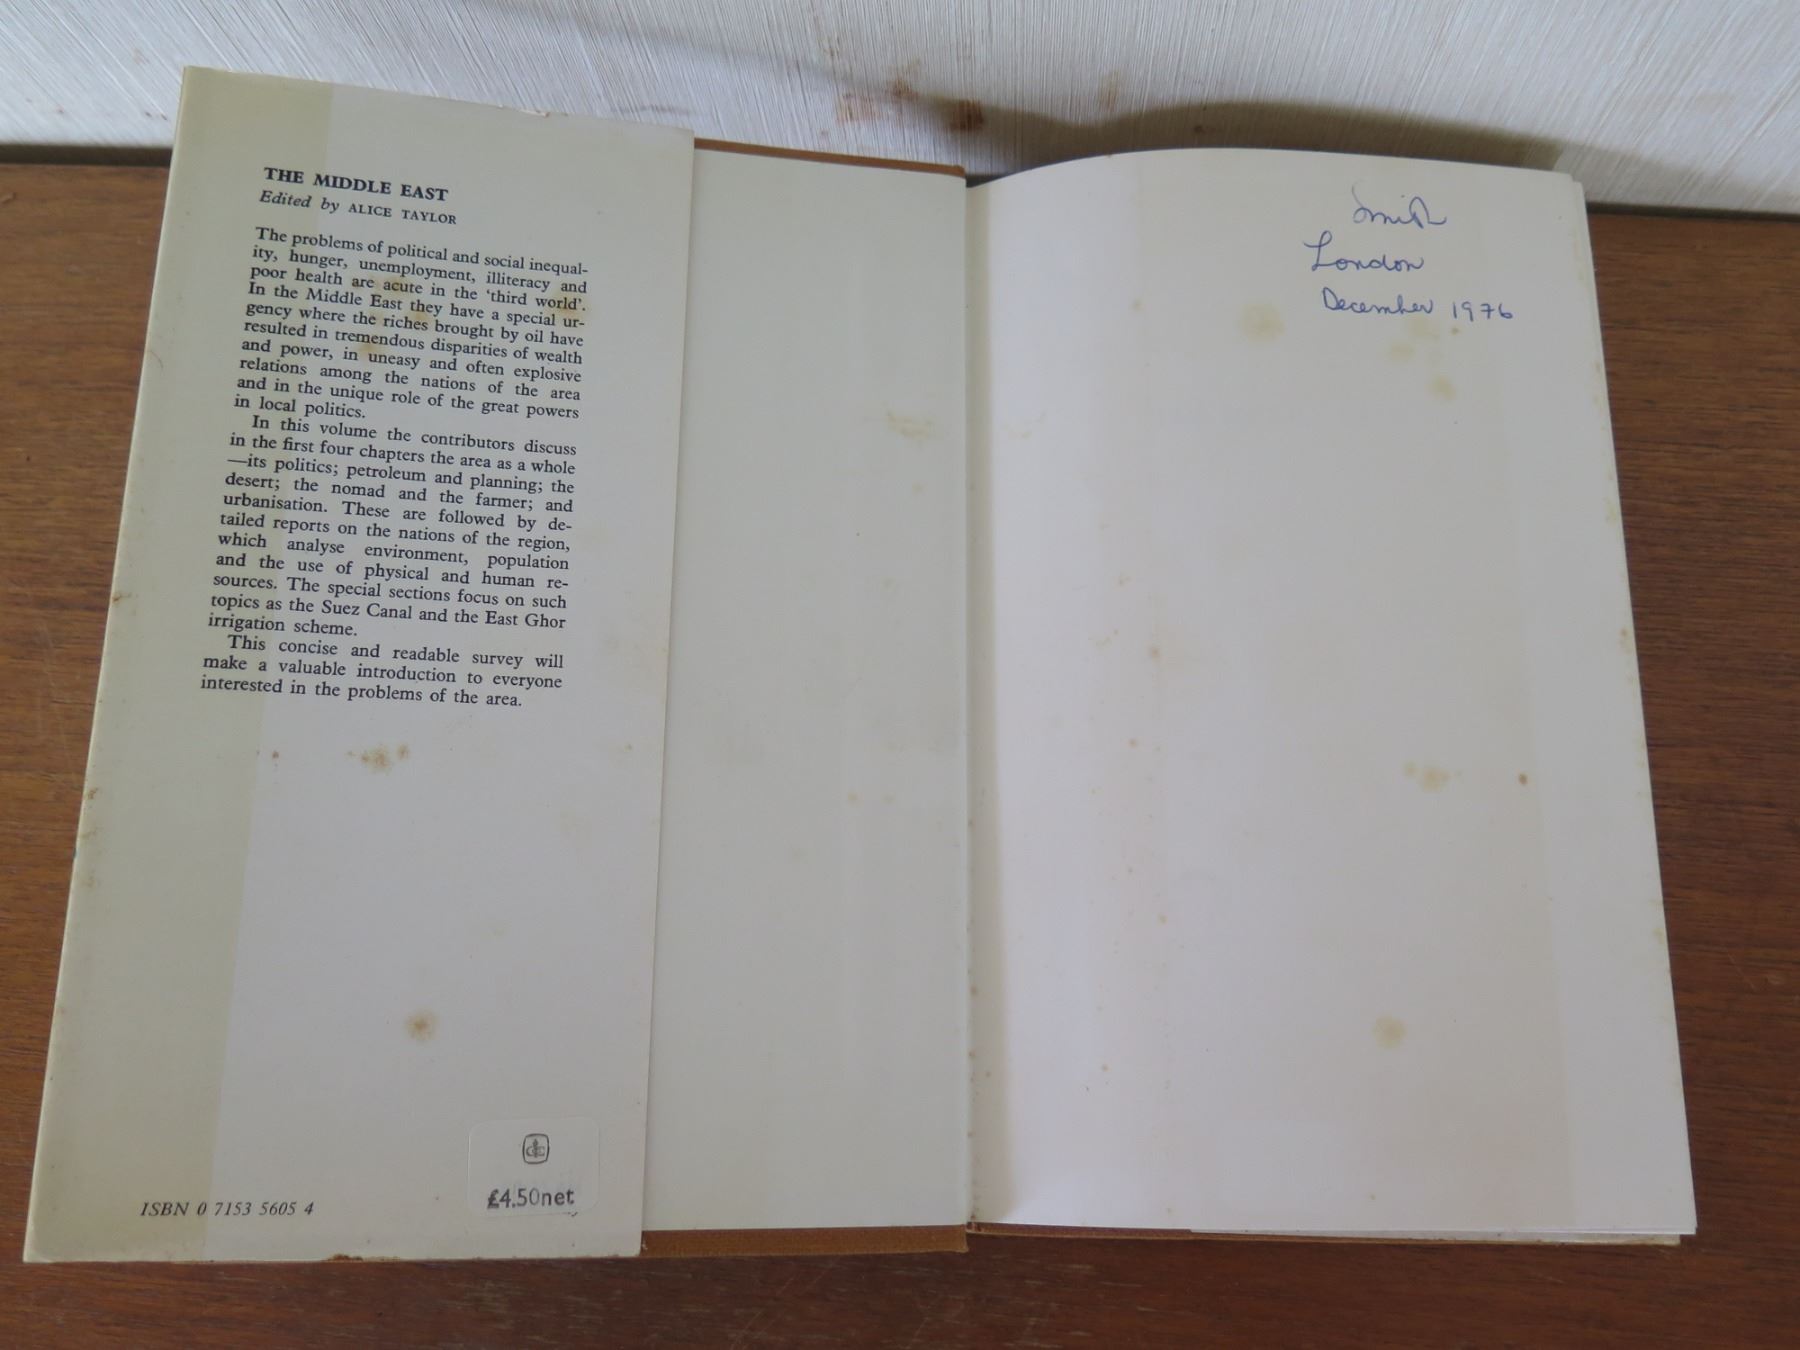 THE MIDDLE EAST
Edited by ALICE TAYLOR
The problems of political and social inequal-
ity, hunger, unemployment, illiteracy and
poor health are acute in the ‘third world’.
In the Middle East they have a special ur-
gency where the riches brought by oil have
resulted in tremendous disparities of wealth
and power, in uneasy and often explosive
relations among the nations of the area
and in the unique role of the great powers
in local politics.
In this volume the contributors discuss
in the first four chapters the area as a whole
—its politics; petroleum and planning; the
desert; the nomad and the farmer; and
urbanisation. These are followed by de-
tailed reports on the nations of the region,
which analyse environment, population
and the use of physical and human re-
sources. The special sections focus on such
topics as the Suez Canal and the East Ghor
irrigation scheme.
This concise and readable survey will
make a valuable introduction to everyone
interested in the problems of the area.
ISBN 0 7153 5605 4
£4.50net
Smith
London
December 1976